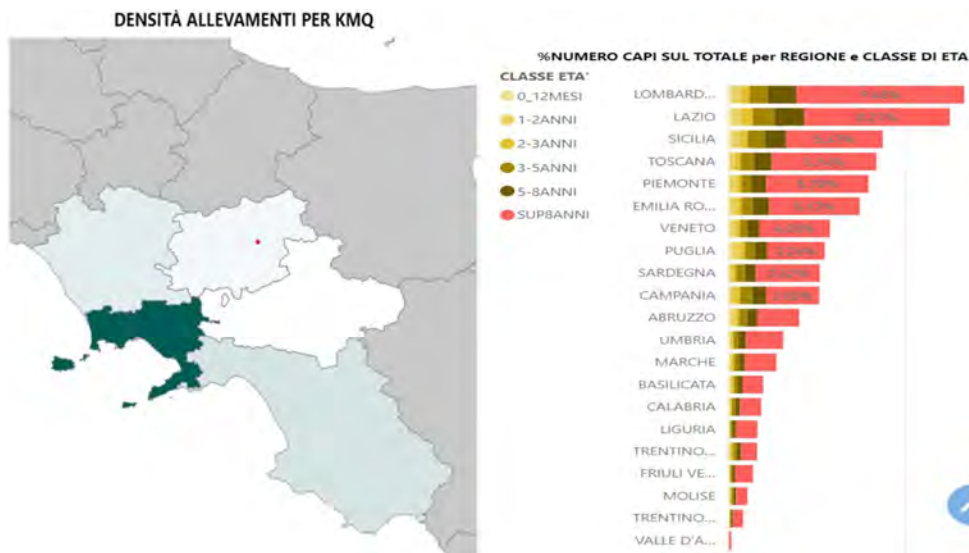 DENSITÀ ALLEVAMENTI PER KMQ
%NUMERO CAPI SUL TOTALE per REGIONE e CLASSE DI ETA
CLASSE ETA'
0_12MESI
1-2ANNI
2-3ANNI
3-5ANNI
5-8ANNI
SUP8ANNI
LOMBARD...
LAZIO
SICILIA
TOSCANA
PIEMONTE
EMILIA RO...
VENETO
PUGLIA
SARDEGNA
CAMPANIA
ABRUZZO
UMBRIA
MARCHE
BASILICATA
CALABRIA
LIGURIA
TRENTINO...
FRIULI VE...
MOLISE
TRENTINO...
VALLE D'A...